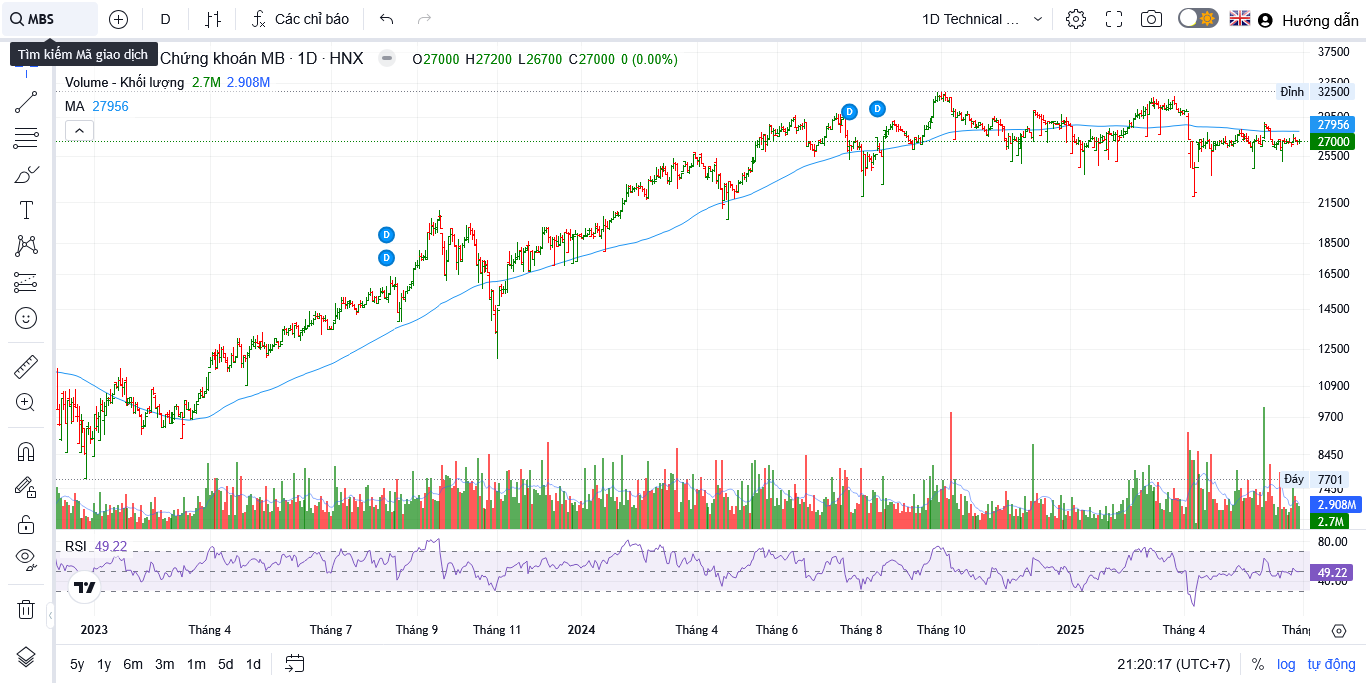 MBS
D
Các chỉ báo
1D Technical ...
Hướng dẫn
Tìm kiếm Mã giao dịch
Chứng khoán MB · 1D · HNX
O27000 H27200 L26700 C27000 0 (0.00%)
Volume - Khối lượng 2.7M 2.908M
MA 27956
37500
32500
Đỉnh 32500
29500
27956
27000
25500
21500
18500
16500
14500
12500
10900
9700
8450
Đáy 7701
7450
2.908M
2.7M
D
D
D
D
RSI 49.22
80.00
49.22
40.00
2023
Tháng 4
Tháng 7
Tháng 9
Tháng 11
2024
Tháng 4
Tháng 6
Tháng 8
Tháng 10
2025
Tháng 4
Thán
5y 1y 6m 3m 1m 5d 1d
21:20:17 (UTC+7)
% log tự động